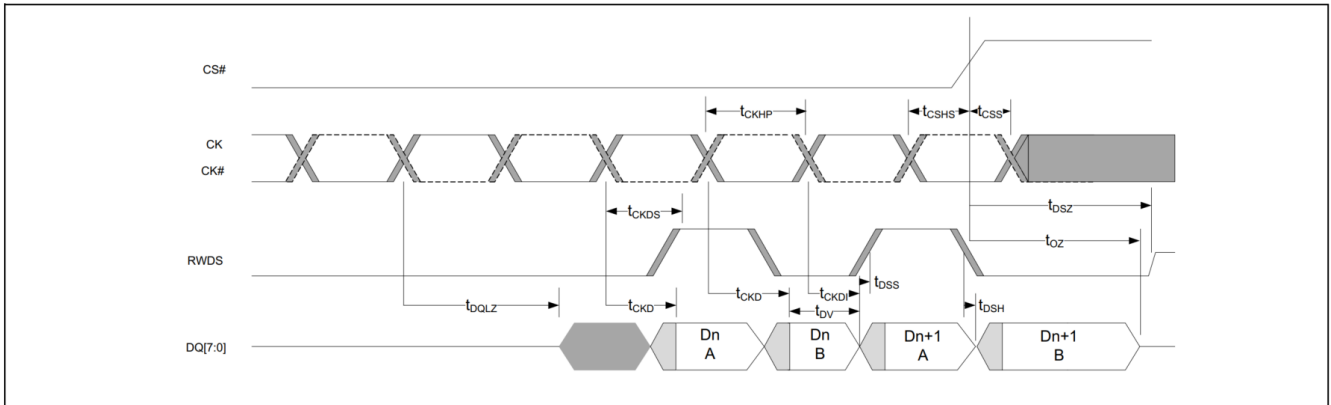 CS#
tCKHP
tCSHS
tCSS
CK
CK#
tCKDS
tDSZ
tOZ
RWDS
tDSS
tDQLZ
tCKD
tCKD
tCKDI
tDV
tDSH
DQ[7:0]
Dn
A
Dn
B
Dn+1
A
Dn+1
B